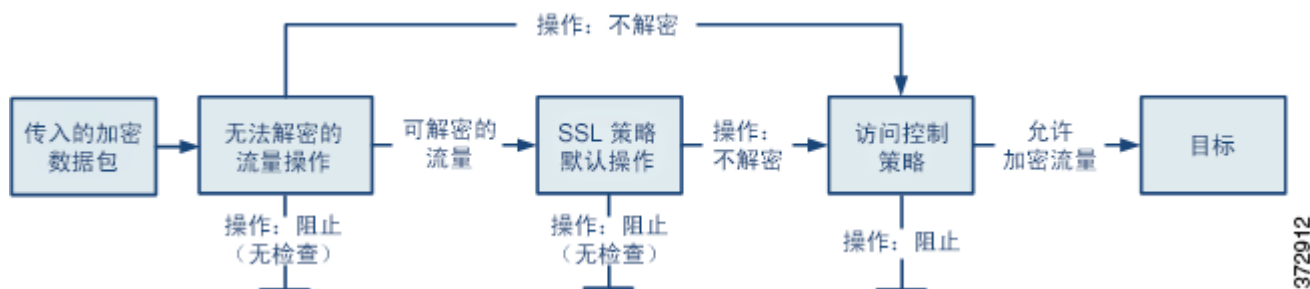 操作：不解密
传入的加密
数据包
无法解密的
流量操作
可解密的
流量
SSL 策略
默认操作
操作：
不解密
访问控制
策略
允许
加密流量
目标
操作：阻止
（无检查）
操作：阻止
（无检查）
操作：阻止
372912